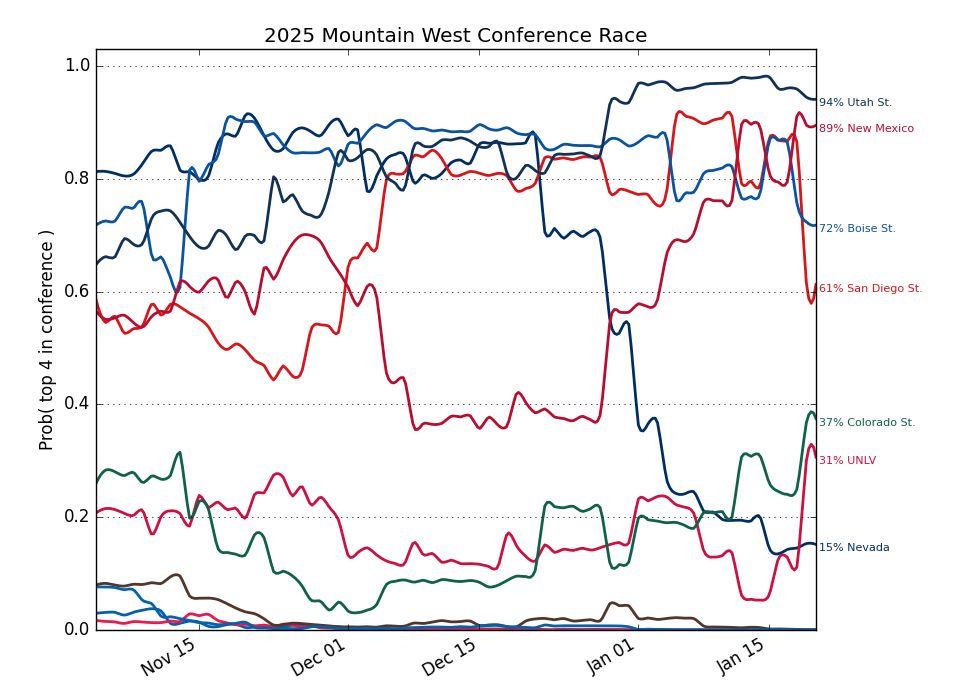 2025 Mountain West Conference Race
1.0
0.8
0.6
0.4
0.2
0.0
Prob( top 4 in conference )
94% Utah St.
89% New Mexico
72% Boise St.
61% San Diego St.
37% Colorado St.
31% UNLV
15% Nevada
Nov 15
Dec 01
Dec 15
Jan 01
Jan 15